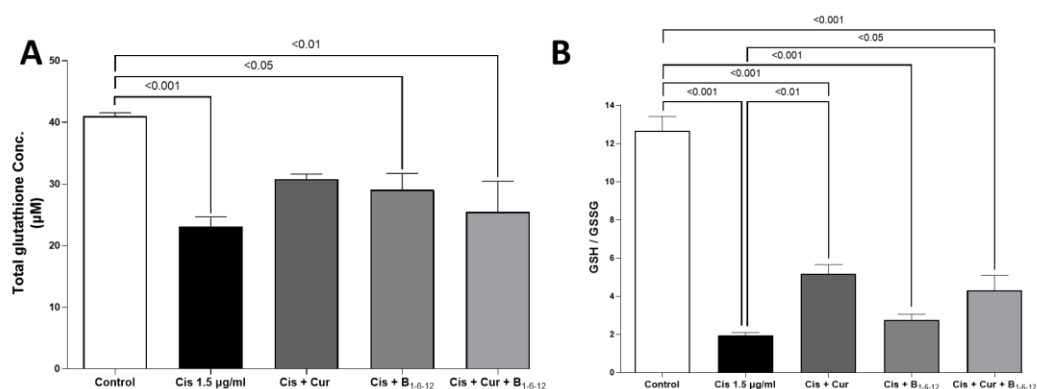 A
<0.01
<0.05
<0.001
Total glutathione Conc.
(µM)
50
40
30
20
10
0
Control
Cis 1.5 µg/ml
Cis + Cur
Cis + B1-6-12
Cis + Cur + B1-6-12
B
<0.001
<0.05
<0.001
<0.001
<0.001
<0.01
GSH / GSSG
14
12
10
8
6
4
2
0
Control
Cis 1.5 µg/ml
Cis + Cur
Cis + B1-6-12
Cis + Cur + B1-6-12